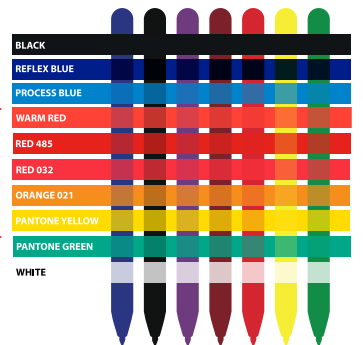 BLACK
REFLEX BLUE
PROCESS BLUE
WARM RED
RED 485
RED 032
ORANGE 021
PANTONE YELLOW
PANTONE GREEN
WHITE